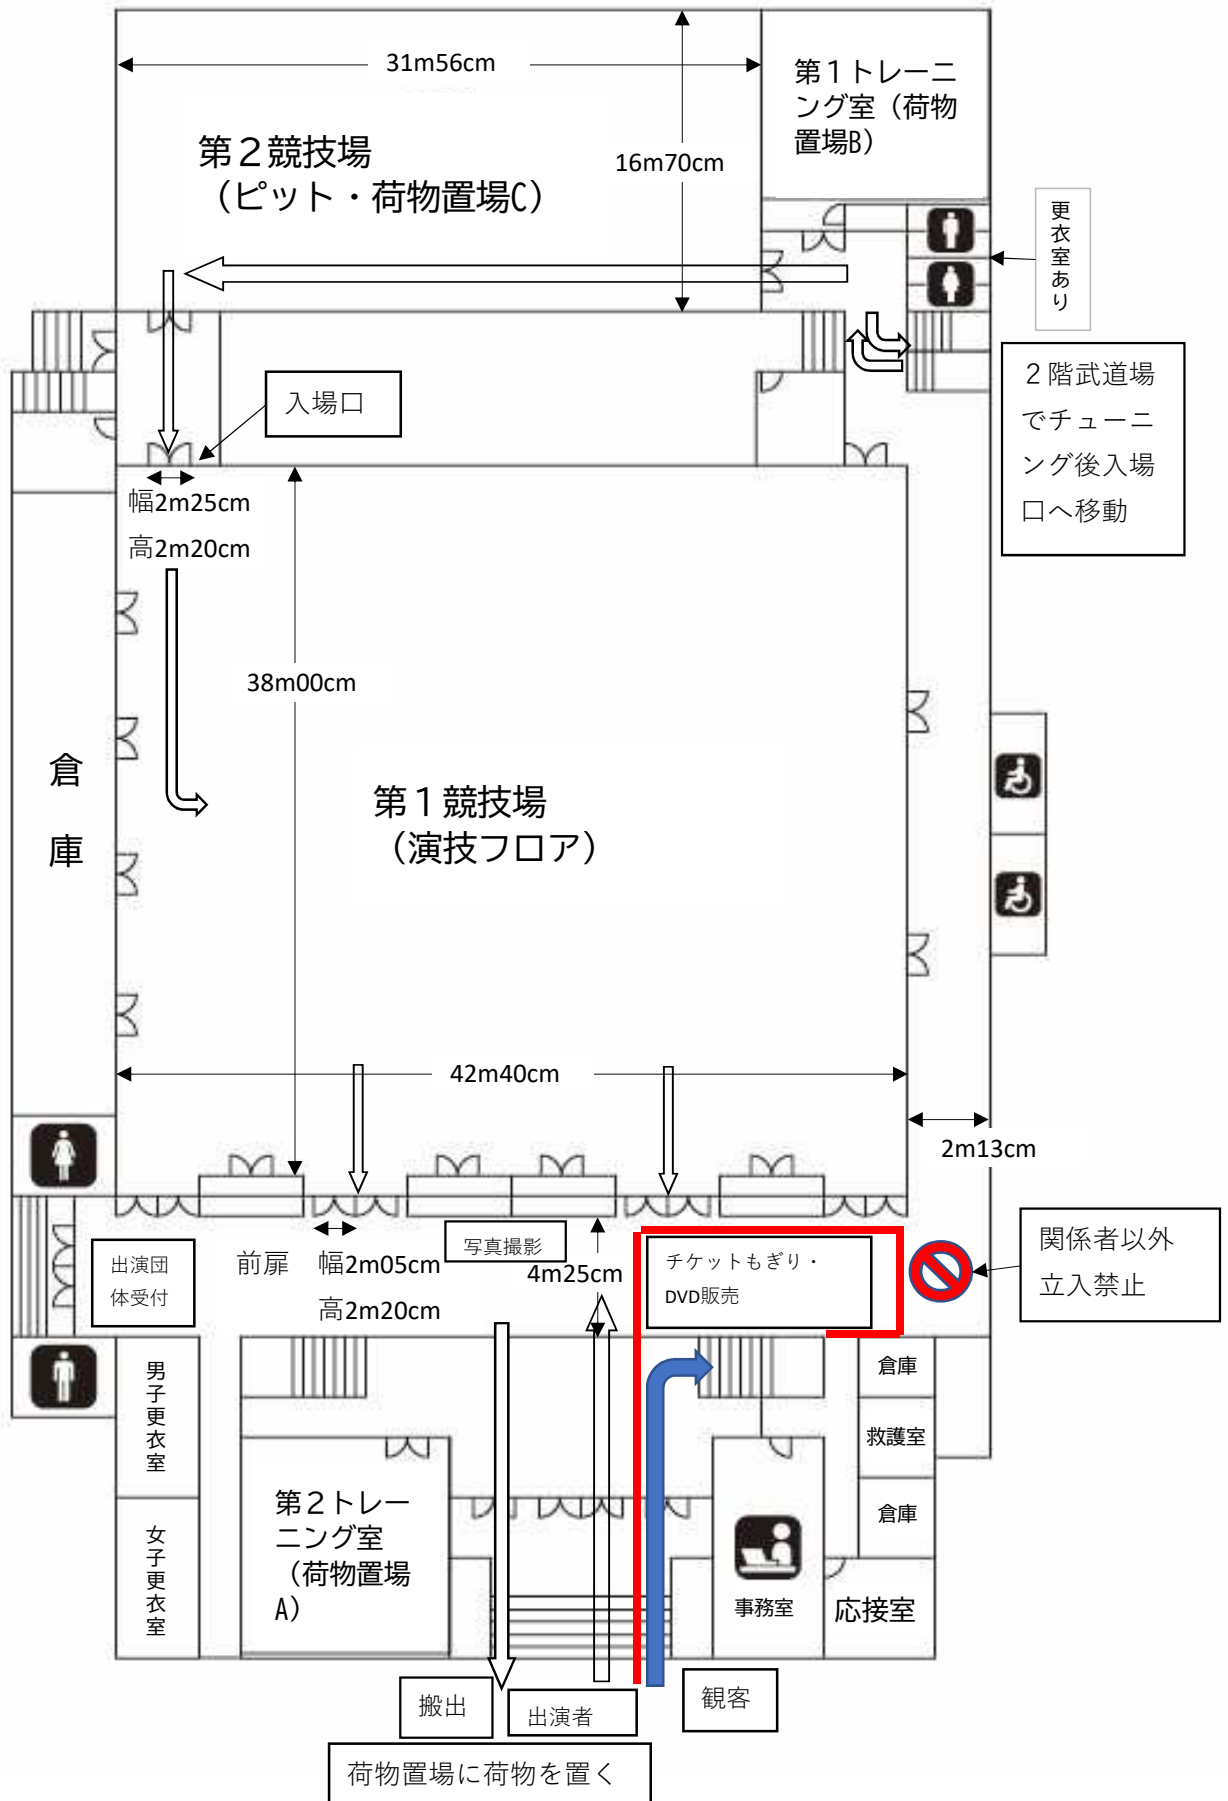 31m56cm
第１トレーニ
ング室（荷物
置場B）
第２競技場
（ピット・荷物置場C）
16m70cm
更衣室あり
入場口
２階武道場
でチューニ
ング後入場
口へ移動
幅2m25cm
高2m20cm
38m00cm
倉庫
第１競技場
（演技フロア）
42m40cm
2m13cm
出演団
体受付
前扉
幅2m05cm
高2m20cm
写真撮影
4m25cm
チケットもぎり・
DVD販売
関係者以外
立入禁止
男子更衣室
倉庫
救護室
倉庫
女子更衣室
第２トレー
ニング室
（荷物置場
A）
事務室
応接室
搬出
出演者
観客
荷物置場に荷物を置く